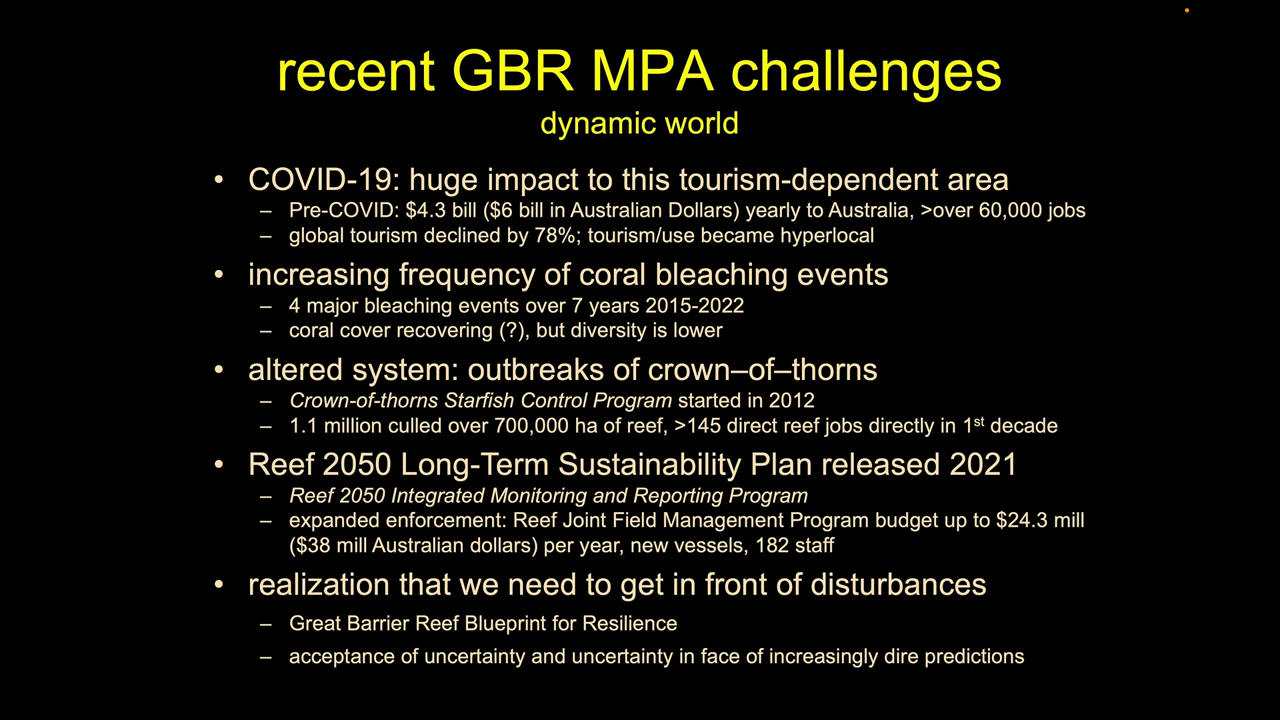 recent GBR MPA challenges
dynamic world
• COVID-19: huge impact to this tourism-dependent area
– Pre-COVID: $4.3 bill ($6 bill in Australian Dollars) yearly to Australia, >over 60,000 jobs
– global tourism declined by 78%; tourism/use became hyperlocal
• increasing frequency of coral bleaching events
– 4 major bleaching events over 7 years 2015-2022
– coral cover recovering (?), but diversity is lower
• altered system: outbreaks of crown–of–thorns
– Crown-of-thorns Starfish Control Program started in 2012
– 1.1 million culled over 700,000 ha of reef, >145 direct reef jobs directly in 1st decade
• Reef 2050 Long-Term Sustainability Plan released 2021
– Reef 2050 Integrated Monitoring and Reporting Program
– expanded enforcement: Reef Joint Field Management Program budget up to $24.3 mill
($38 mill Australian dollars) per year, new vessels, 182 staff
• realization that we need to get in front of disturbances
– Great Barrier Reef Blueprint for Resilience
– acceptance of uncertainty and uncertainty in face of increasingly dire predictions